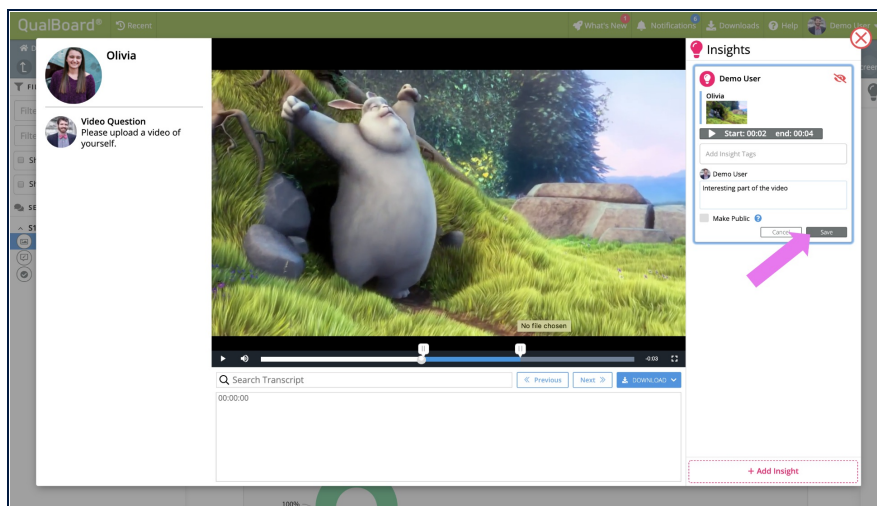 QualBoard®
Recent
What's New
1
Notifications
6
Downloads
Help
Demo User
Olivia
Video Question
Please upload a video of
yourself.
Insights
Demo User
Olivia
Start: 00:02 end: 00:04
Add Insight Tags
Demo User
Interesting part of the video
Make Public
?
Cancel
Save
No file chosen
-0:03
Search Transcript
Previous
Next
DOWNLOAD
00:00:00
+ Add Insight
100%